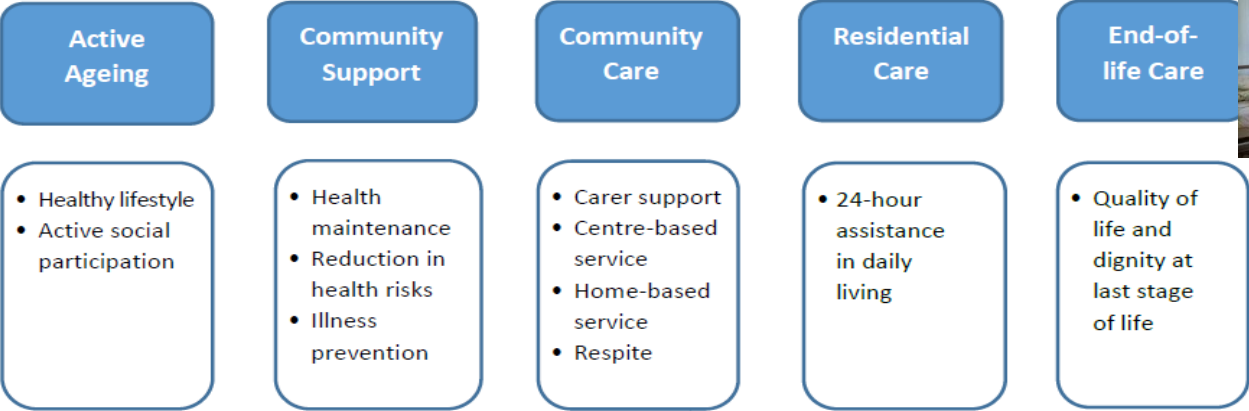 Active
Ageing
Community
Support
Community
Care
Residential
Care
End-of-
life Care
• Healthy lifestyle
• Active social
participation
• Health
maintenance
• Reduction in
health risks
• Illness
prevention
• Carer support
• Centre-based
service
• Home-based
service
• Respite
• 24-hour
assistance
in daily
living
• Quality of
life and
dignity at
last stage
of life